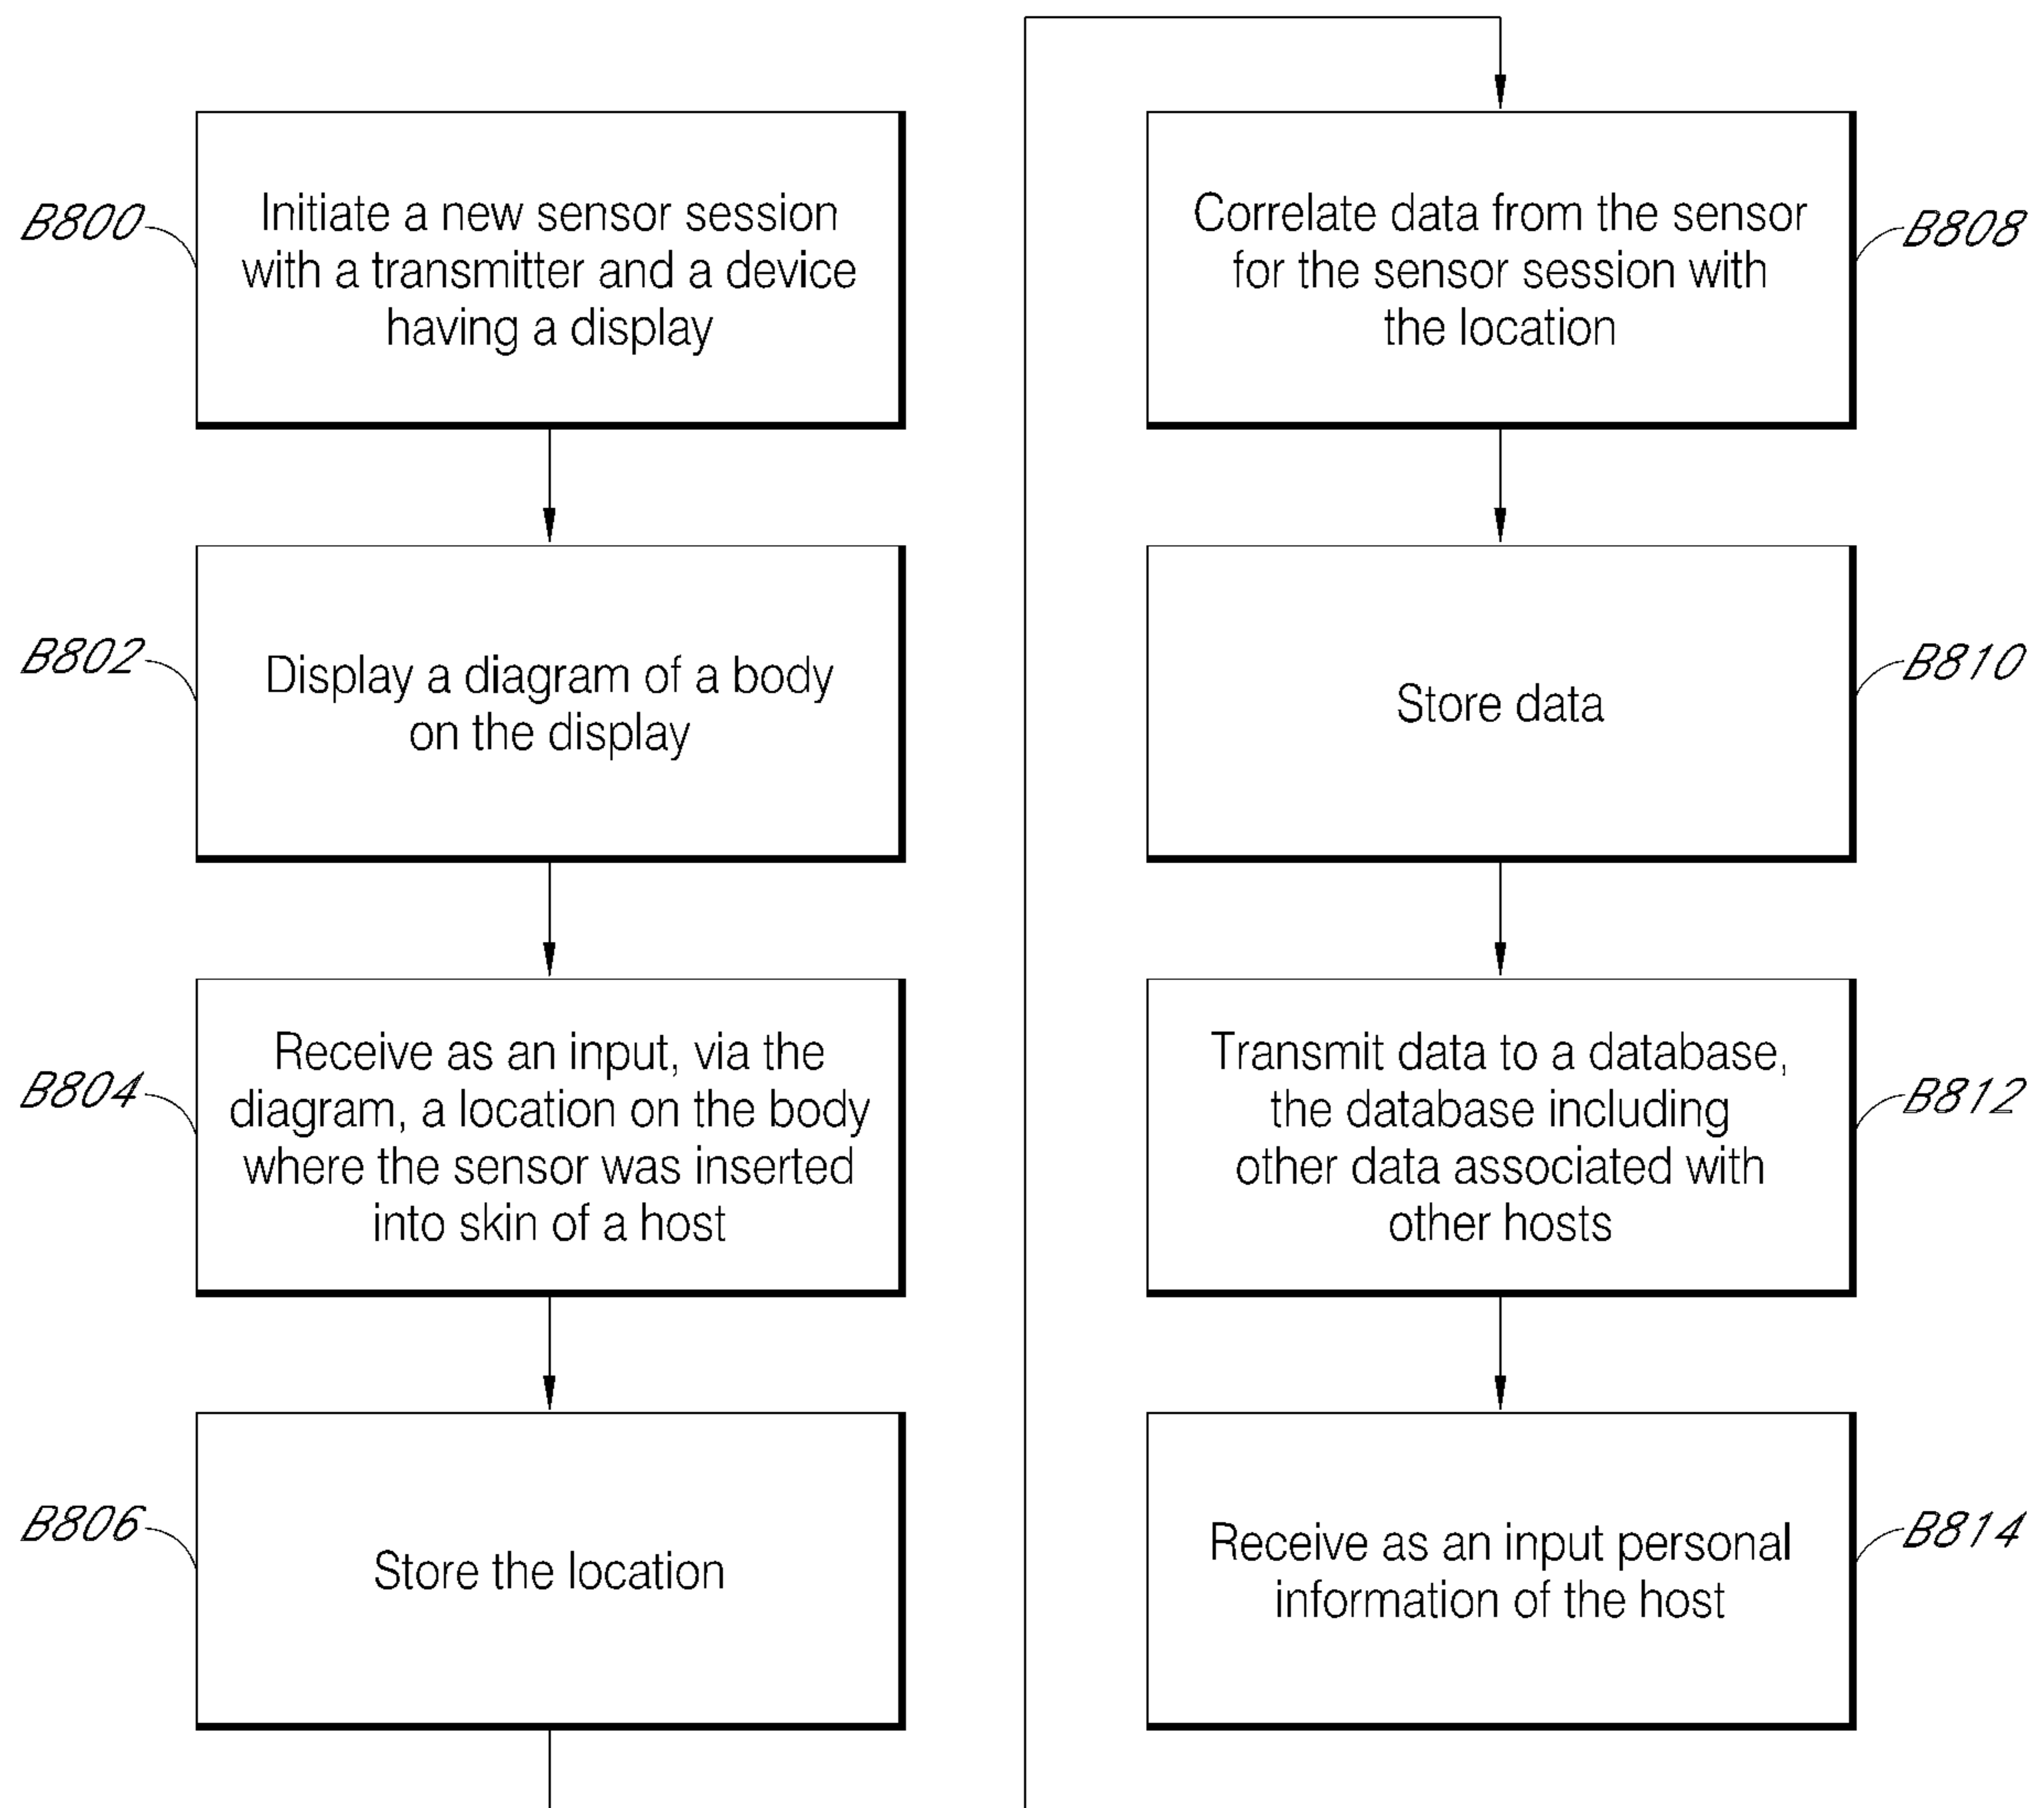 B800
Initiate a new sensor session
with a transmitter and a device
having a display
B802
Display a diagram of a body
on the display
B804
Receive as an input, via the
diagram, a location on the body
where the sensor was inserted
into skin of a host
B806
Store the location
Correlate data from the sensor
for the sensor session with
the location
B808
Store data
B810
Transmit data to a database,
the database including
other data associated with
other hosts
B812
Receive as an input personal
information of the host
B814